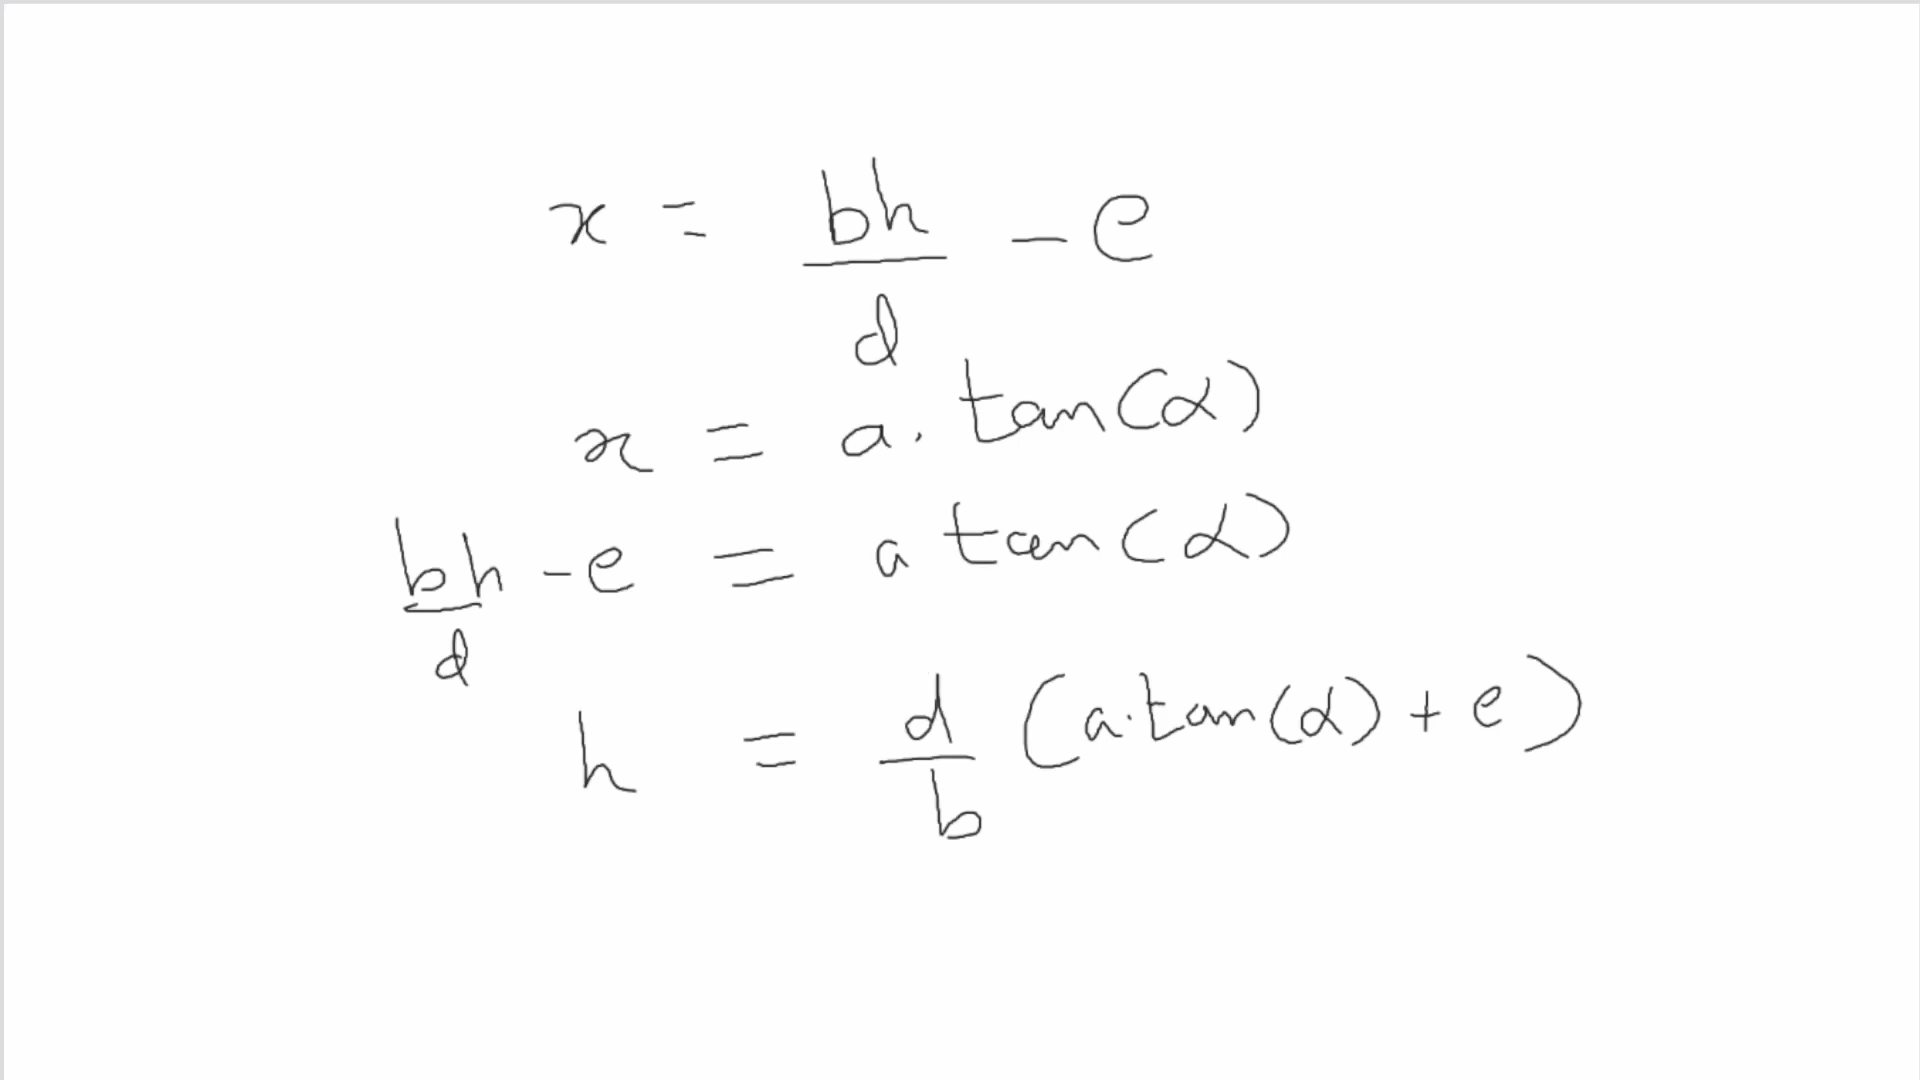 x = bh/d - e
x = a. tan(α)
bh/d - e = a tan(α)
h = d/b (a.tan(α) + e)